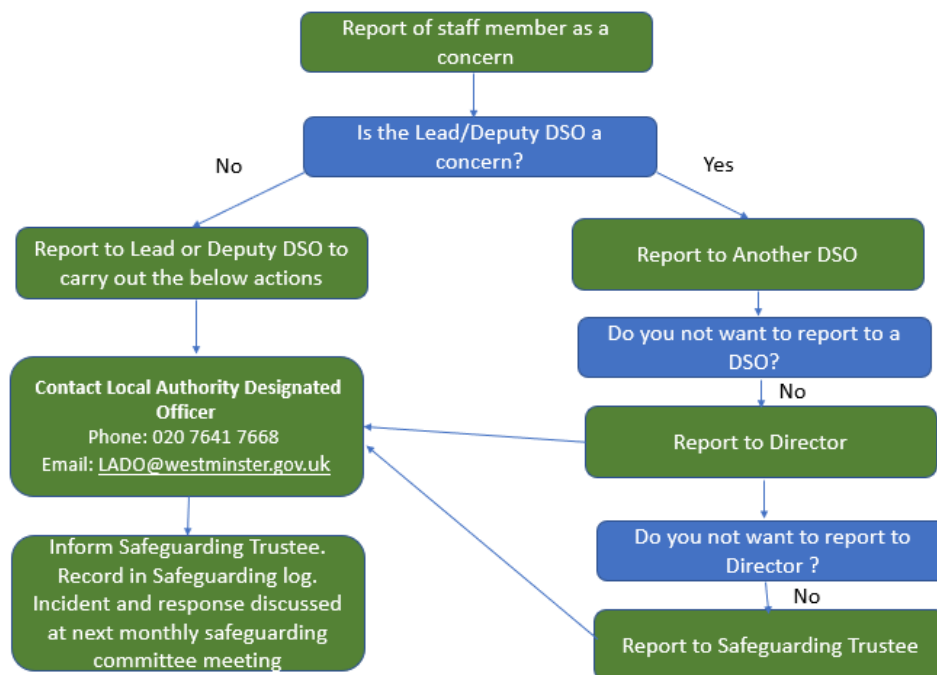 Report of staff member as a
concern
Is the Lead/Deputy DSO a
concern?
No
Yes
Report to Lead or Deputy DSO to
carry out the below actions
Report to Another DSO
Do you not want to report to a
DSO?
No
Contact Local Authority Designated
Officer
Phone: 020 7641 7668
Email: LADO@westminster.gov.uk
Report to Director
Do you not want to report to
Director ?
No
Inform Safeguarding Trustee.
Record in Safeguarding log.
Incident and response discussed
at next monthly safeguarding
committee meeting
Report to Safeguarding Trustee